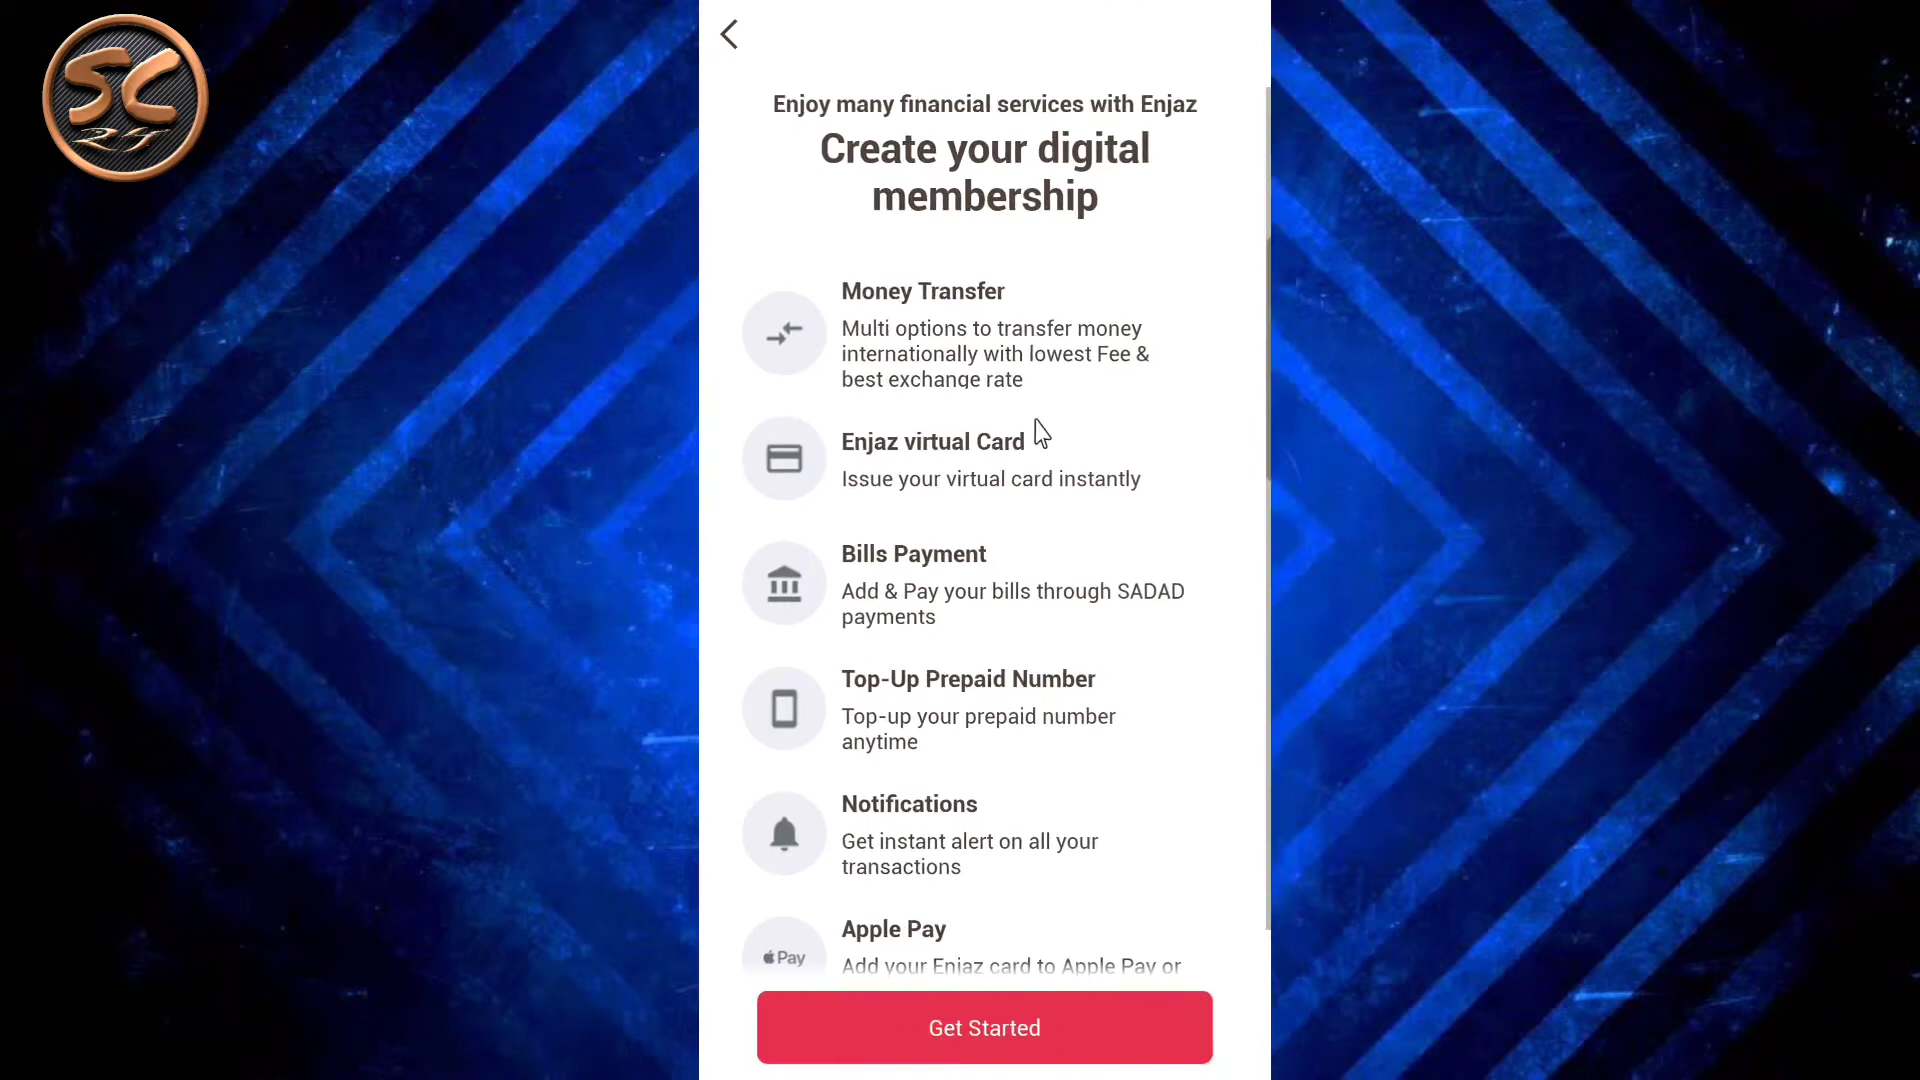 SC
24
Enjoy many financial services with Enjaz
Create your digital
membership
Money Transfer
Multi options to transfer money
internationally with lowest Fee &
best exchange rate
Enjaz virtual Card
Issue your virtual card instantly
Bills Payment
Add & Pay your bills through SADAD
payments
Top-Up Prepaid Number
Top-up your prepaid number
anytime
Notifications
Get instant alert on all your
transactions
Apple Pay
Pay
Add your Enjaz card to Apple Pay or
Get Started